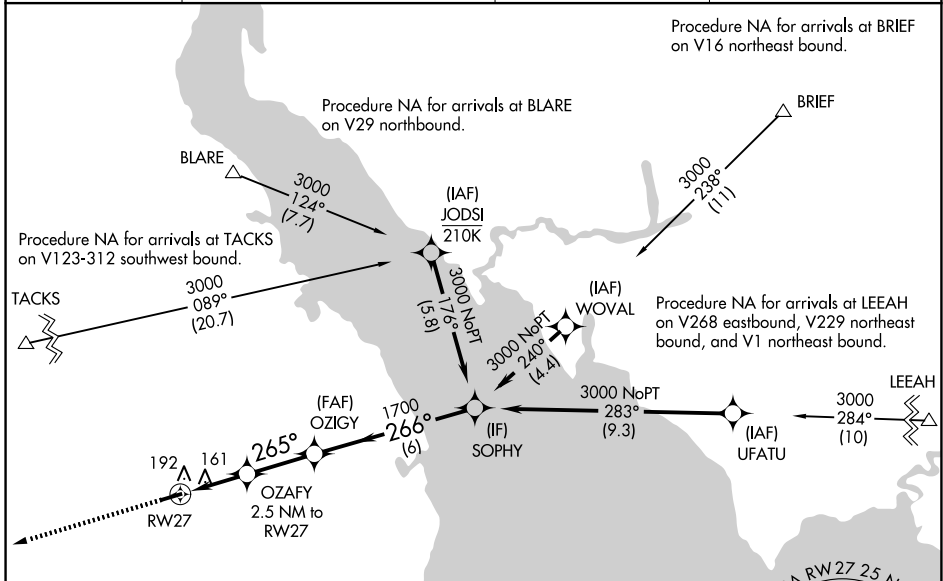 Procedure NA for arrivals at BRIEF
on V16 northeast bound.
BRIEF
Procedure NA for arrivals at BLARE
on V29 northbound.
BLARE
3000
124°
(7.7)
3000
238°
(11)
(IAF)
JODSI
210K
Procedure NA for arrivals at TACKS
on V123-312 southwest bound.
TACKS
3000
089°
(20.7)
3000 NoPT
176°
(5.8)
(IAF)
WOVAL
3000 NoPT
240°
(4.4)
Procedure NA for arrivals at LEEAH
on V268 eastbound, V229 northeast
bound, and V1 northeast bound.
LEEAH
3000
284°
(10)
3000 NoPT
283°
(9.3)
(IAF)
UFATU
(IF)
SOPHY
1700
266°
(6)
(FAF)
OZIGY
265°
192
161
OZAFY
2.5 NM to
RW27
RW27
RW27 25 N